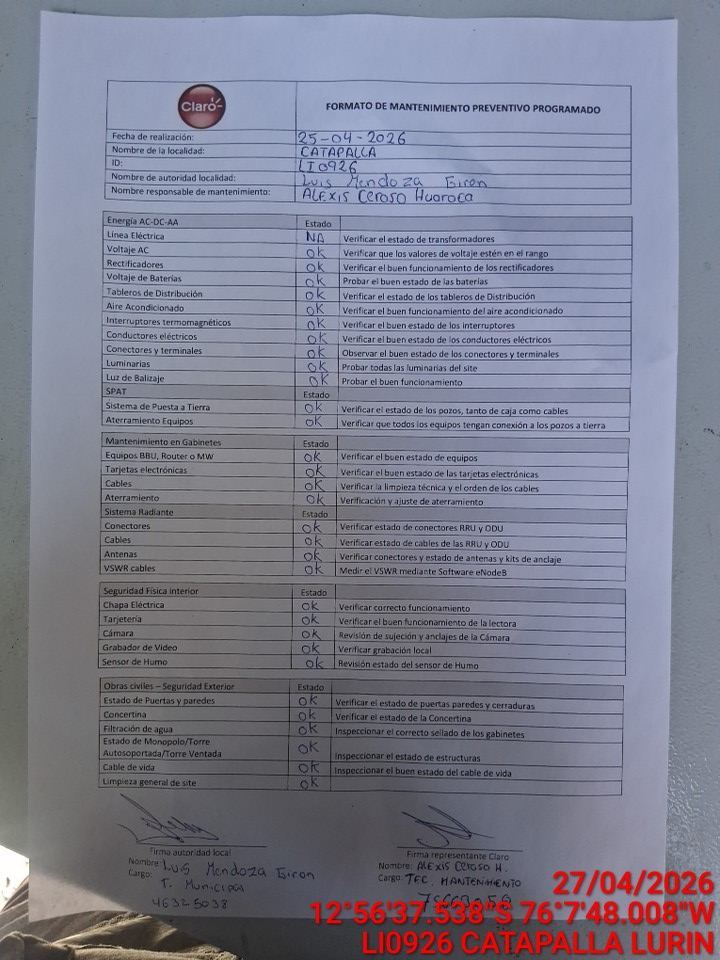 Claro
FORMATO DE MANTENIMIENTO PREVENTIVO PROGRAMADO
Fecha de realización: 25-04-2026
Nombre de la localidad: CATAPALLA
ID: LI0926
Nombre de autoridad localidad: Luis Mendoza Giron
Nombre responsable de mantenimiento: ALEXIS Ceroso Huaroca
Energía AC-DC-AA Estado
Línea Eléctrica NA Verificar el estado de transformadores
Voltaje AC OK Verificar que los valores de voltaje estén en el rango
Rectificadores OK Verificar el buen funcionamiento de los rectificadores
Voltaje de Baterías OK Probar el buen estado de las baterías
Tableros de Distribución OK Verificar el estado de los tableros de Distribución
Aire Acondicionado OK Verificar el buen funcionamiento del aire acondicionado
Interruptores termomagnéticos OK Verificar el buen estado de los interruptores
Conductores eléctricos OK Verificar el buen estado de los conductores eléctricos
Conectores y terminales OK Observar el buen estado de los conectores y terminales
Luminarias OK Probar todas las luminarias del site
Luz de Balizaje OK Probar el buen funcionamiento
SPAT Estado
Sistema de Puesta a Tierra OK Verificar el estado de los pozos, tanto de caja como cables
Aterramiento Equipos OK Verificar que todos los equipos tengan conexión a los pozos a tierra
Mantenimiento en Gabinetes Estado
Equipos BBU, Router o MW OK Verificar el buen estado de equipos
Tarjetas electrónicas OK Verificar el buen estado de las tarjetas electrónicas
Cables OK Verificar la limpieza técnica y el orden de los cables
Aterramiento OK Verificación y ajuste de aterramiento
Sistema Radiante Estado
Conectores OK Verificar estado de conectores RRU y ODU
Cables OK Verificar estado de cables de las RRU y ODU
Antenas OK Verificar conectores y estado de antenas y kits de anclaje
VSWR cables OK Medir el VSWR mediante Software eNodeB
Seguridad Física Interior Estado
Chapa Eléctrica OK Verificar correcto funcionamiento
Tarjetería OK Verificar el buen funcionamiento de la lectora
Cámara OK Revisión de sujeción y anclajes de la Cámara
Grabador de Video OK Verificar grabación local
Sensor de Humo OK Revisión estado del sensor de Humo
Obras civiles – Seguridad Exterior Estado
Estado de Puertas y paredes OK Verificar el estado de puertas paredes y cerraduras
Concertina OK Verificar el estado de la Concertina
Filtración de agua OK Inspeccionar el correcto sellado de los gabinetes
Estado de Monopolo/Torre
Autosoportada/Torre Ventada OK Inspeccionar el estado de estructuras
Cable de vida OK Inspeccionar el buen estado del cable de vida
Limpieza general de site OK
Firma autoridad local Firma representante Claro
Nombre: Luis Mendoza Giron Nombre: ALEXIS Ceroso H.
Cargo: T. Municipal Cargo: TEC. MANTENIMIENTO
46325038
27/04/2026
12°56'37.538"S 76°7'48.008"W
LI0926 CATAPALLA LURIN